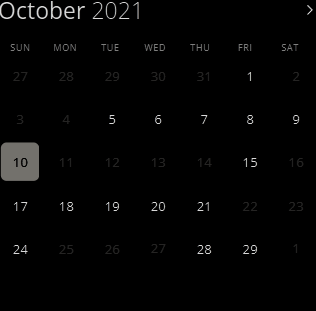 October 2021
SUN MON TUE WED THU FRI SAT
27 28 29 30 31 1 2
3 4 5 6 7 8 9
10 11 12 13 14 15 16
17 18 19 20 21 22 23
24 25 26 27 28 29 1